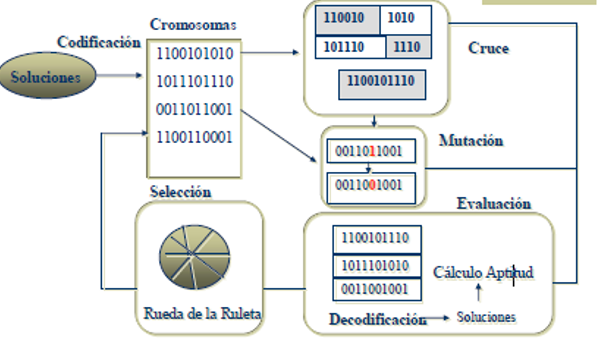 Cromosomas
Codificación
Soluciones
1100101010
1011101110
0011011001
1100110001
110010 1010
101110 1110
1100101110
Cruce
0011011001
0011001001
Mutación
Selección
Rueda de la Ruleta
Evaluación
1100101110
1011101010
0011001001
Cálculo Aptitud
Decodificación
Soluciones